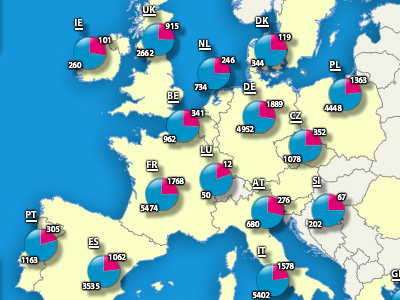 UK
915
2662
IE
101
260
DK
119
344
NL
246
734
PL
1363
4448
DE
1889
4952
BE
341
962
CZ
352
1078
LU
12
50
FR
1768
5474
AT
276
680
SI
67
202
PT
305
1163
ES
1062
3535
IT
1578
5402